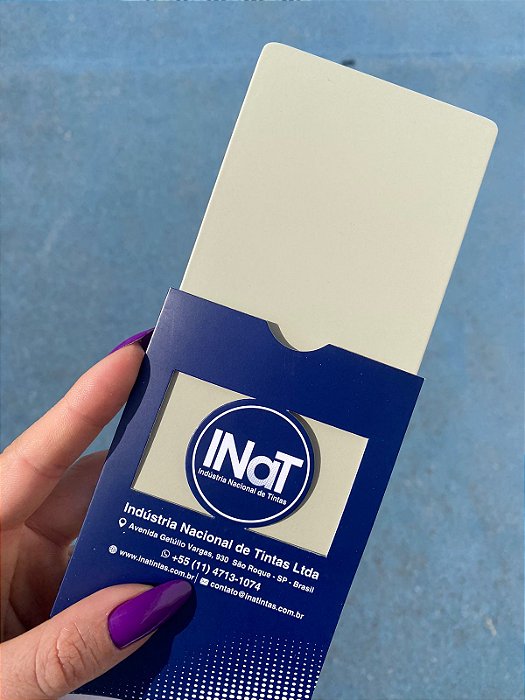 INaT
Indústria Nacional de Tintas
Indústria Nacional de Tintas Ltda
Avenida Getúlio Vargas, 930 São Roque - SP - Brasil
+55 (11) 4713-1074
www.inatintas.com.br contato@inatintas.com.br